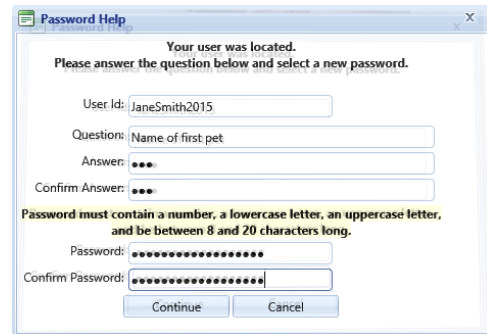 Password Help
Your user was located.
Please answer the question below and select a new password.
User Id: JaneSmith2015
Question: Name of first pet
Answer: •••
Confirm Answer: •••
Password must contain a number, a lowercase letter, an uppercase letter,
and be between 8 and 20 characters long.
Password: ••••••••••••••••••
Confirm Password: ••••••••••••••••••
Continue Cancel